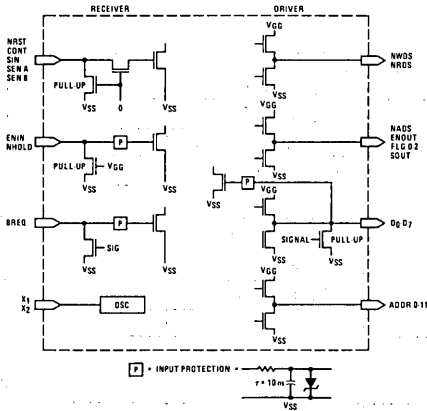 RECEIVER
DRIVER
NRST
CONT
SIN
SEN A
SEN B
PULL-UP
VSS
0
VSS
VGG
VSS
NWDS
NRDS
ENIN
NHOLD
P
PULL-UP
VGG
VSS
VSS
VGG
VSS
NADS
ENOUT
FLG 0-2
SOUT
BREQ
P
SIG
VSS
VSS
P
VSS
VGG
VSS
SIGNAL
PULL-UP
VSS
D0-D7
X1
X2
OSC
VGG
VSS
ADDR 0-11
P = INPUT PROTECTION =
τ = 10 ns
VSS